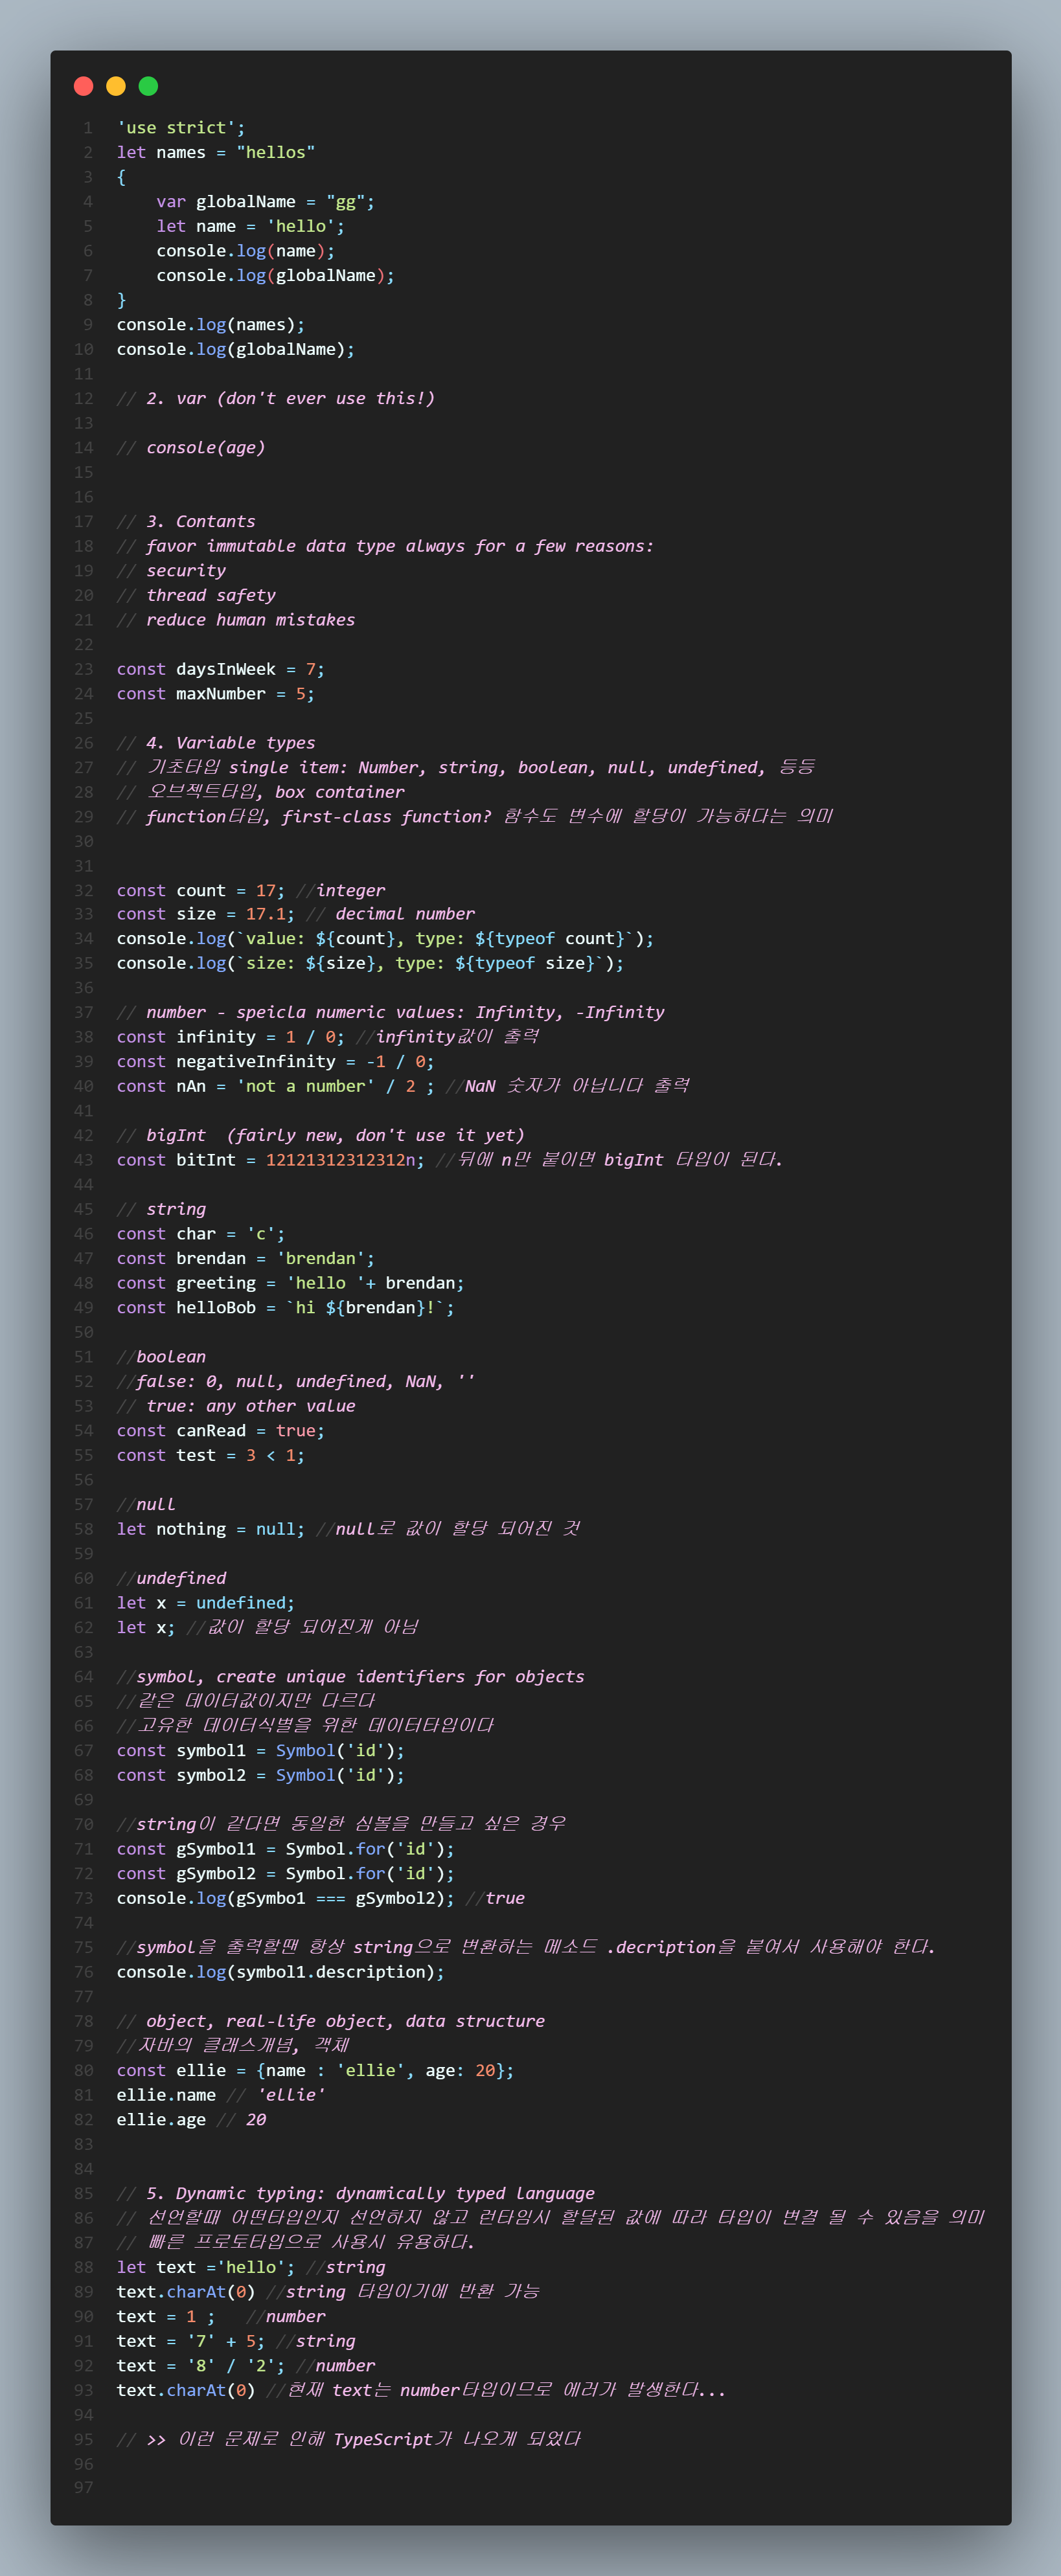 1 'use strict';
2 let names = "hellos"
3 {
4 var globalName = "gg";
5 let name = 'hello';
6 console.log(name);
7 console.log(globalName);
8 }
9 console.log(names);
10 console.log(globalName);
11
12 // 2. var (don't ever use this!)
13
14 // console(age)
15
16
17 // 3. Contants
18 // favor immutable data type always for a few reasons:
19 // security
20 // thread safety
21 // reduce human mistakes
22
23 const daysInWeek = 7;
24 const maxNumber = 5;
25
26 // 4. Variable types
27 // 기초타입 single item: Number, string, boolean, null, undefined, 등등
28 // 오브젝트타입, box container
29 // function타입, first-class function? 함수도 변수에 할당이 가능하다는 의미
30
31
32 const count = 17; //integer
33 const size = 17.1; // decimal number
34 console.log(`value: ${count}, type: ${typeof count}`);
35 console.log(`size: ${size}, type: ${typeof size}`);
36
37 // number - speicla numeric values: Infinity, -Infinity
38 const infinity = 1 / 0; //infinity값이 출력
39 const negativeInfinity = -1 / 0;
40 const nAn = 'not a number' / 2 ; //NaN 숫자가 아닙니다 출력
41
42 // bigInt  (fairly new, don't use it yet)
43 const bitInt = 12121312312312n; //뒤에 n만 붙이면 bigInt 타입이 된다.
44
45 // string
46 const char = 'c';
47 const brendan = 'brendan';
48 const greeting = 'hello '+ brendan;
49 const helloBob = `hi ${brendan}!`;
50
51 //boolean
52 //false: 0, null, undefined, NaN, ''
53 // true: any other value
54 const canRead = true;
55 const test = 3 < 1;
56
57 //null
58 let nothing = null; //null로 값이 할당 되어진 것
59
60 //undefined
61 let x = undefined;
62 let x; //값이 할당 되어진게 아님
63
64 //symbol, create unique identifiers for objects
65 //같은 데이터값이지만 다르다
66 //고유한 데이터식별을 위한 데이터타입이다
67 const symbol1 = Symbol('id');
68 const symbol2 = Symbol('id');
69
70 //string이 같다면 동일한 심볼을 만들고 싶은 경우
71 const gSymbol1 = Symbol.for('id');
72 const gSymbol2 = Symbol.for('id');
73 console.log(gSymbo1 === gSymbol2); //true
74
75 //symbol을 출력할땐 항상 string으로 변환하는 메소드 .decription을 붙여서 사용해야 한다.
76 console.log(symbol1.description);
77
78 // object, real-life object, data structure
79 //자바의 클래스개념, 객체
80 const ellie = {name : 'ellie', age: 20};
81 ellie.name // 'ellie'
82 ellie.age // 20
83
84
85 // 5. Dynamic typing: dynamically typed language
86 // 선언할때 어떤타입인지 선언하지 않고 런타임시 할달된 값에 따라 타입이 변결 될 수 있음을 의미
87 // 빠른 프로토타입으로 사용시 유용하다.
88 let text ='hello'; //string
89 text.charAt(0) //string 타입이기에 반환 가능
90 text = 1 ;   //number
91 text = '7' + 5; //string
92 text = '8' / '2'; //number
93 text.charAt(0) //현재 text는 number타입이므로 에러가 발생한다...
94
95 // >> 이런 문제로 인해 TypeScript가 나오게 되었다
96
97